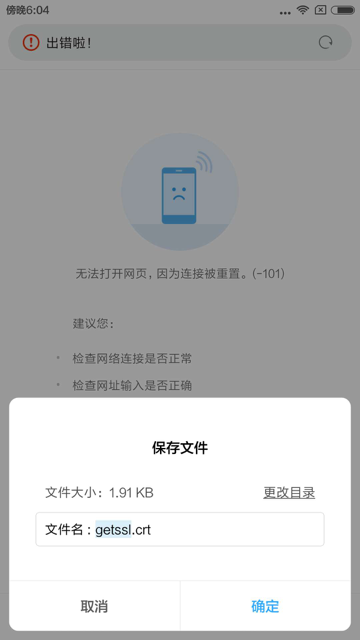 傍晚6:04
出错啦！
无法打开网页，因为连接被重置。(-101)
建议您：
• 检查网络连接是否正常
• 检查网址输入是否正确
保存文件
文件大小：1.91 KB 更改目录
文件名 : getssl.crt
取消 确定